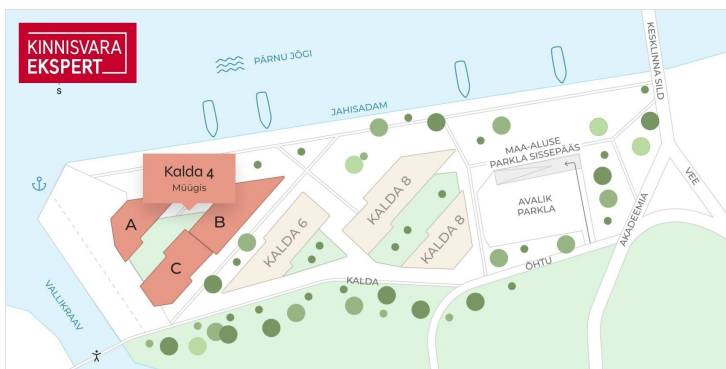 KINNISVARA
EKSPERT
S
PÄRNU JÕGI
JAHISADAM
KESKLINNA SILD
MAA-ALUSE
PARKLA SISSEPÄÄS
Kalda 4
Müügis
A
B
C
KALDA 6
KALDA 8
KALDA 8
AVALIK
PARKLA
AKADEEMIA
VEE
ÕHTU
KALDA
VALLIKRAAV